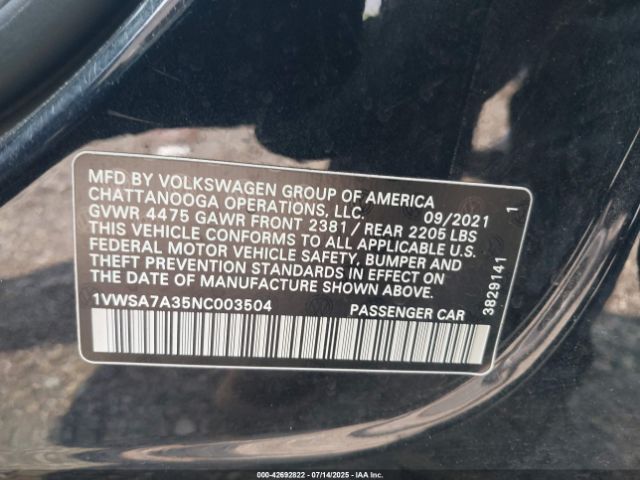 MFD BY VOLKSWAGEN GROUP OF AMERICA
CHATTANOOGA OPERATIONS, LLC. 09/2021 1
GVWR 4475 GAWR FRONT 2381 / REAR 2205 LBS
THIS VEHICLE CONFORMS TO ALL APPLICABLE U.S.
FEDERAL MOTOR VEHICLE SAFETY, BUMPER AND
THEFT PREVENTION STANDARDS IN EFFECT ON
THE DATE OF MANUFACTURE SHOWN ABOVE
1VWSA7A35NC003504 PASSENGER CAR
3829141
000-42692822 07/14/2025 IAAI, Inc.